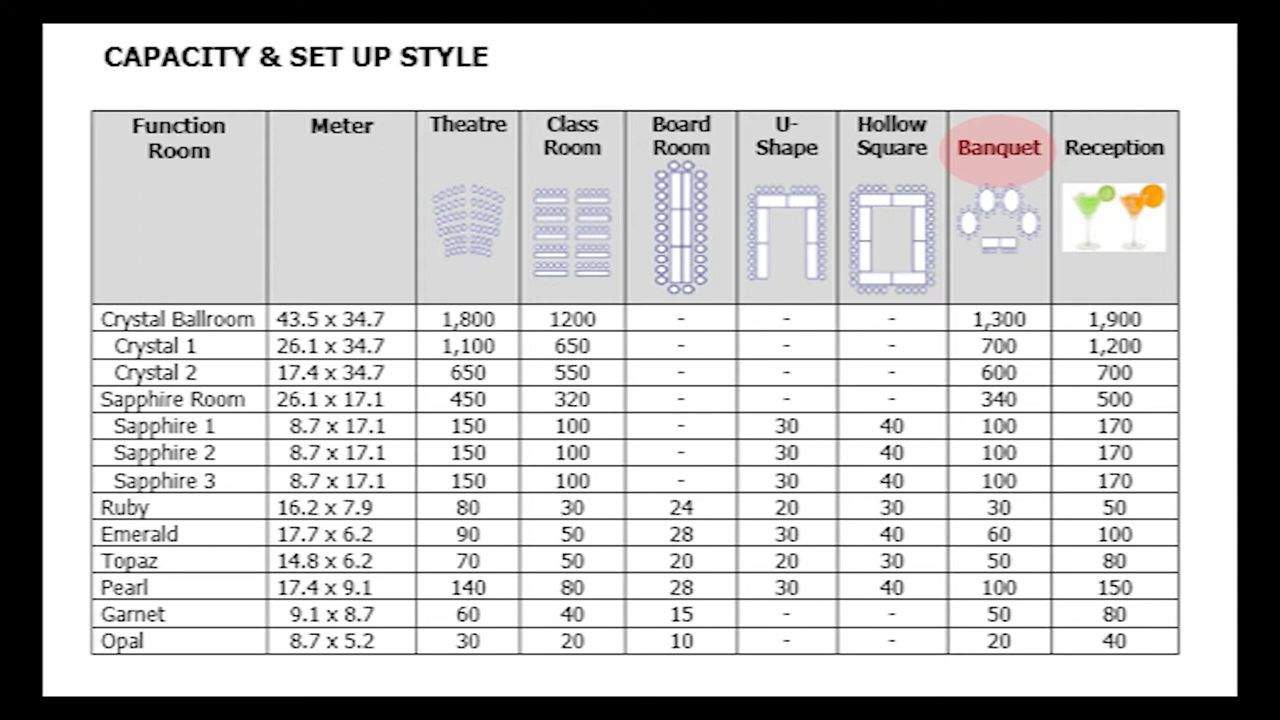 CAPACITY & SET UP STYLE
Function Room Meter Theatre Class Room Board Room U-Shape Hollow Square Banquet Reception
Crystal Ballroom 43.5 x 34.7 1,800 1200 - - - 1,300 1,900
Crystal 1 26.1 x 34.7 1,100 650 - - - 700 1,200
Crystal 2 17.4 x 34.7 650 550 - - - 600 700
Sapphire Room 26.1 x 17.1 450 320 - - - 340 500
Sapphire 1 8.7 x 17.1 150 100 - 30 40 100 170
Sapphire 2 8.7 x 17.1 150 100 - 30 40 100 170
Sapphire 3 8.7 x 17.1 150 100 - 30 40 100 170
Ruby 16.2 x 7.9 80 30 24 20 30 30 50
Emerald 17.7 x 6.2 90 50 28 30 40 60 100
Topaz 14.8 x 6.2 70 50 20 20 30 50 80
Pearl 17.4 x 9.1 140 80 28 30 40 100 150
Garnet 9.1 x 8.7 60 40 15 - - 50 80
Opal 8.7 x 5.2 30 20 10 - - 20 40